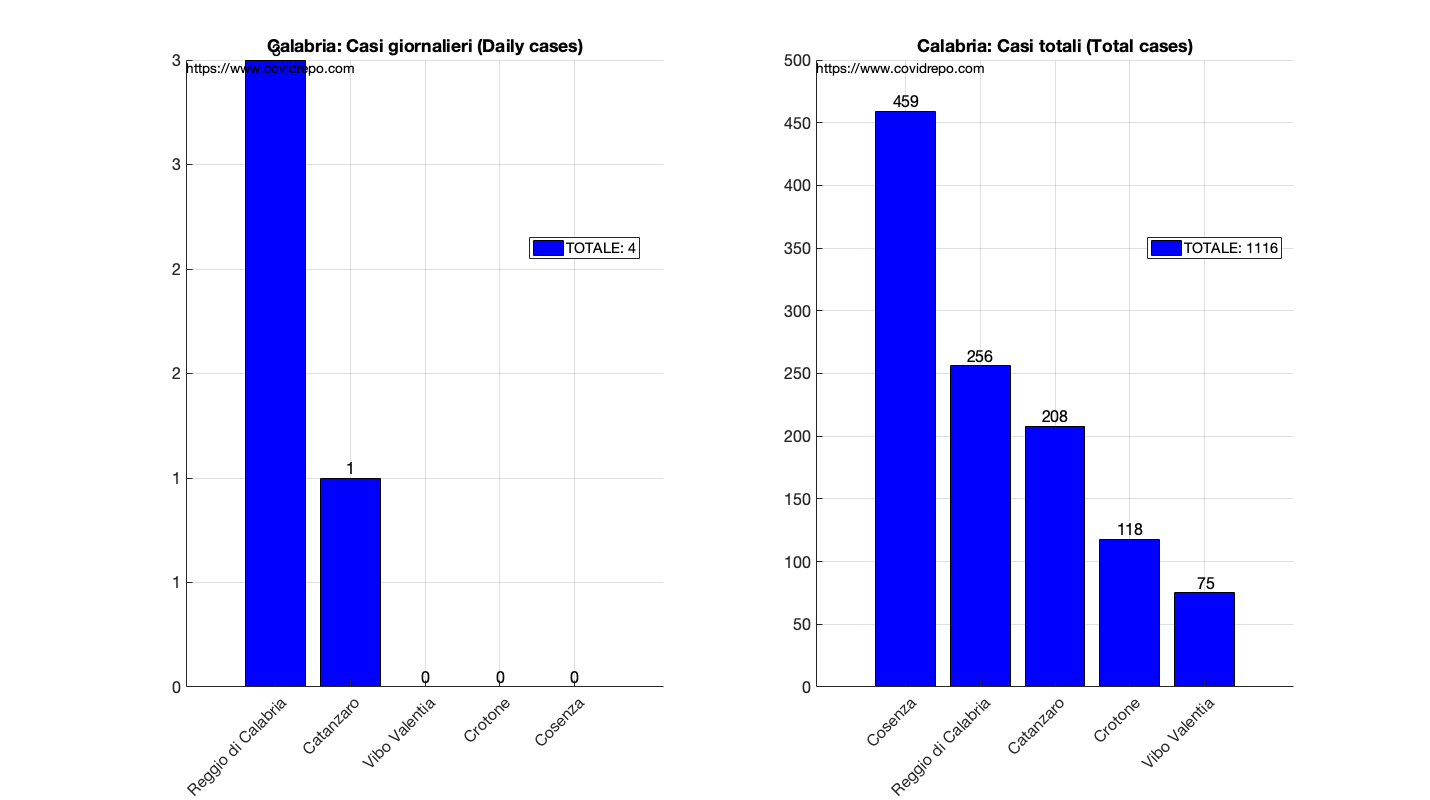 Calabria: Casi giornalieri (Daily cases)
3
https://www.covidrepo.com
3
3
2
2
1
1
0
TOTALE: 4
1
0
0
0
Reggio di Calabria
Catanzaro
Vibo Valentia
Crotone
Cosenza
Calabria: Casi totali (Total cases)
https://www.covidrepo.com
500
450
400
350
300
250
200
150
100
50
0
TOTALE: 1116
459
256
208
118
75
Cosenza
Reggio di Calabria
Catanzaro
Crotone
Vibo Valentia